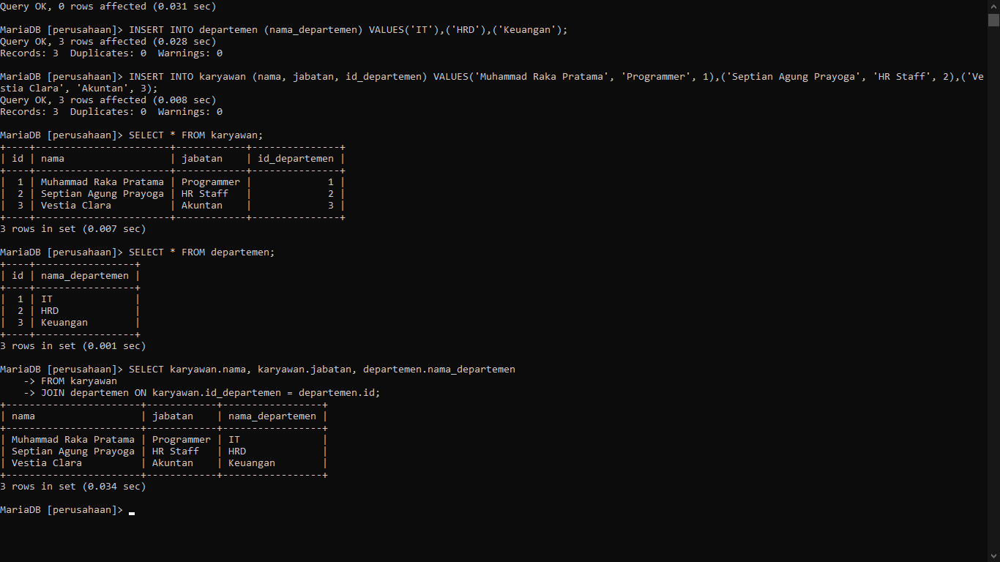 Query OK, 0 rows affected (0.031 sec)

MariaDB [perusahaan]> INSERT INTO departemen (nama_departemen) VALUES('IT'),('HRD'),('Keuangan');
Query OK, 3 rows affected (0.028 sec)
Records: 3  Duplicates: 0  Warnings: 0

MariaDB [perusahaan]> INSERT INTO karyawan (nama, jabatan, id_departemen) VALUES('Muhammad Raka Pratama', 'Programmer', 1),('Septian Agung Prayoga', 'HR Staff', 2),('Ve
stia Clara', 'Akuntan', 3);
Query OK, 3 rows affected (0.008 sec)
Records: 3  Duplicates: 0  Warnings: 0

MariaDB [perusahaan]> SELECT * FROM karyawan;
+----+-----------------------+------------+---------------+
| id | nama                  | jabatan    | id_departemen |
+----+-----------------------+------------+---------------+
|  1 | Muhammad Raka Pratama | Programmer |             1 |
|  2 | Septian Agung Prayoga | HR Staff   |             2 |
|  3 | Vestia Clara          | Akuntan    |             3 |
+----+-----------------------+------------+---------------+
3 rows in set (0.007 sec)

MariaDB [perusahaan]> SELECT * FROM departemen;
+----+-----------------+
| id | nama_departemen |
+----+-----------------+
|  1 | IT              |
|  2 | HRD             |
|  3 | Keuangan        |
+----+-----------------+
3 rows in set (0.001 sec)

MariaDB [perusahaan]> SELECT karyawan.nama, karyawan.jabatan, departemen.nama_departemen
    -> FROM karyawan
    -> JOIN departemen ON karyawan.id_departemen = departemen.id;
+-----------------------+------------+-----------------+
| nama                  | jabatan    | nama_departemen |
+-----------------------+------------+-----------------+
| Muhammad Raka Pratama | Programmer | IT              |
| Septian Agung Prayoga | HR Staff   | HRD             |
| Vestia Clara          | Akuntan    | Keuangan        |
+-----------------------+------------+-----------------+
3 rows in set (0.034 sec)

MariaDB [perusahaan]>